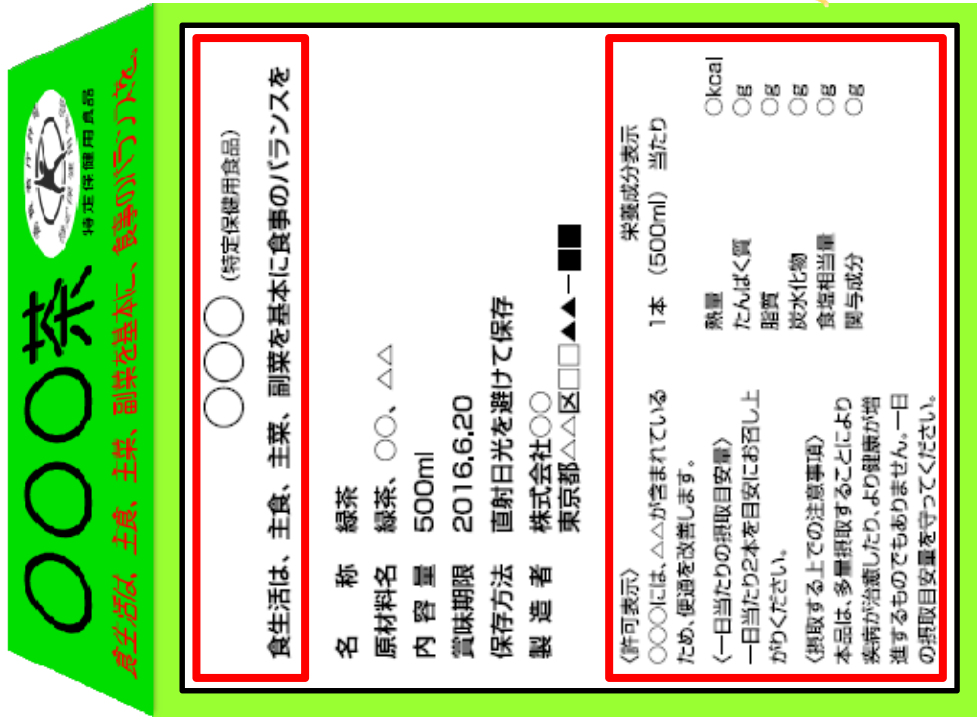 〇〇〇茶
特定保健用食品
食生活は、主食、主菜、副菜を基本に、食事のバランスを。
〇〇〇（特定保健用食品）
食生活は、主食、主菜、副菜を基本に食事のバランスを
名称　緑茶
原材料名　緑茶、○○、△△
内容量　500ml
賞味期限　2016.6.20
保存方法　直射日光を避けて保存
製造者　株式会社○○
東京都△△区□□▲▲ー■■
〈許可表示〉
○○○には、△△が含まれている
ため、便通を改善します。
〈一日当たりの摂取目安量〉
一日当たり2本を目安にお召し上
がりください。
〈摂取する上での注意事項〉
本品は、多量摂取することにより
疾病が治癒したり、より健康が増
進するものでもありません。一日
の摂取目安量を守ってください。
栄養成分表示
1本（500ml）当たり
熱量　○kcal
たんぱく質　○g
脂質　○g
炭水化物　○g
食塩相当量　○g
関与成分　○g